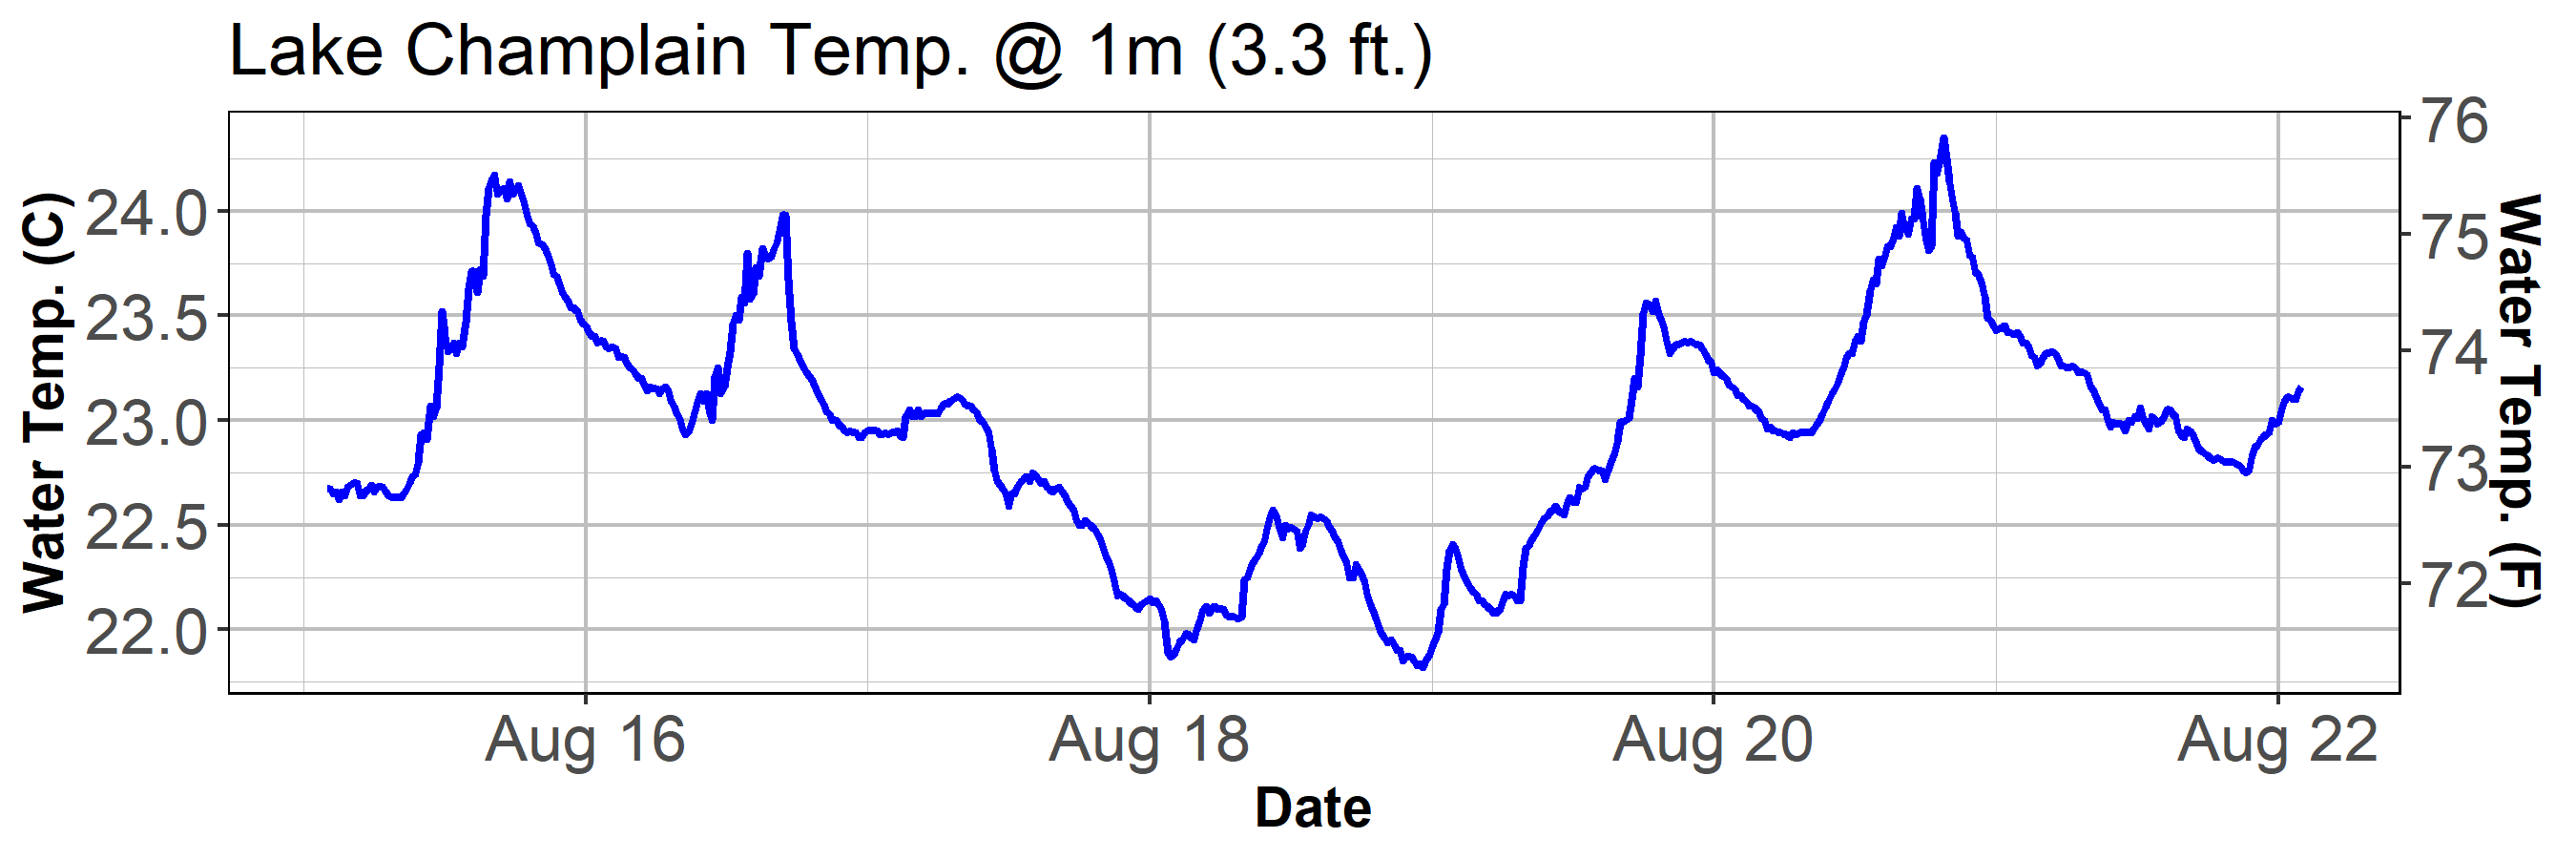 Lake Champlain Temp. @ 1m (3.3 ft.)
Water Temp. (C)
24.0
23.5
23.0
22.5
22.0
76
75
74
73
72
Water Temp. (F)
Aug 16
Aug 18
Aug 20
Aug 22
Date